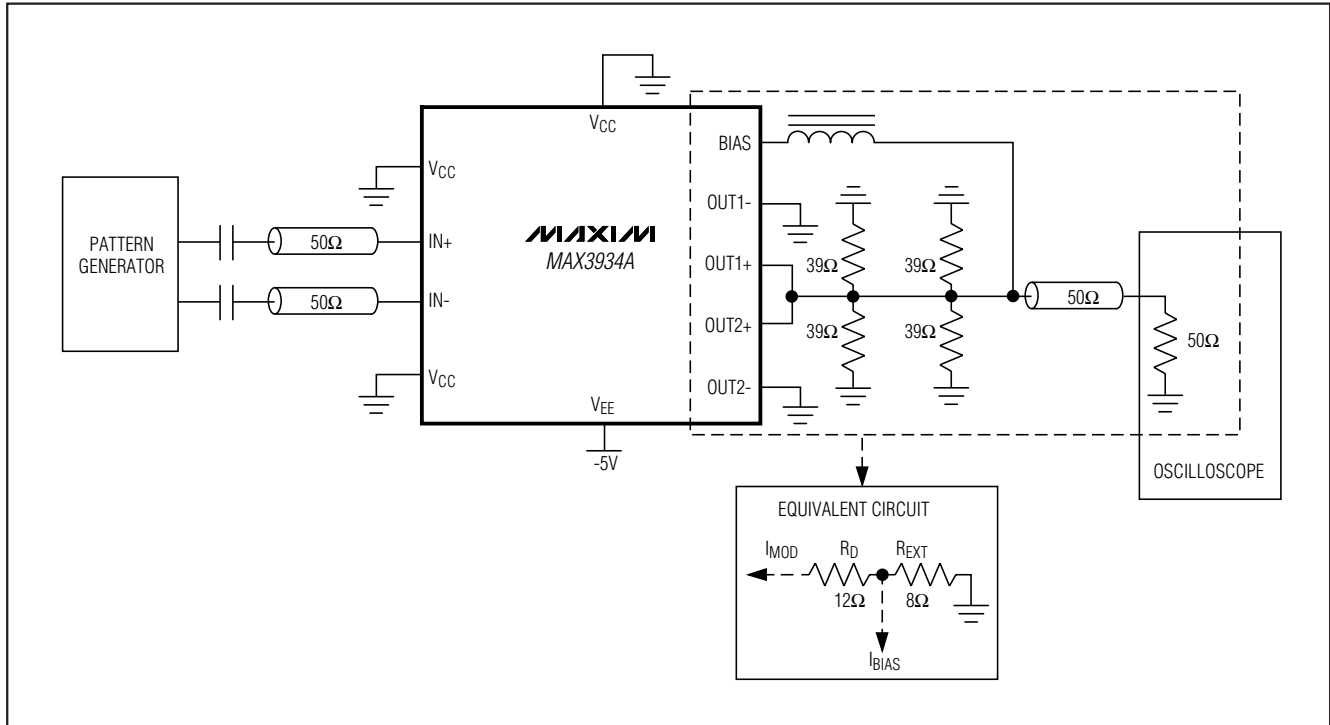 VCC
VCC
BIAS
OUT1-
PATTERN
GENERATOR
50Ω
IN+
MAXIM
MAX3934A
OUT1+
39Ω
39Ω
50Ω
50Ω
IN-
OUT2+
39Ω
39Ω
50Ω
VCC
OUT2-
VEE
-5V
OSCILLOSCOPE
EQUIVALENT CIRCUIT
IMOD
RD
REXT
12Ω
8Ω
IBIAS